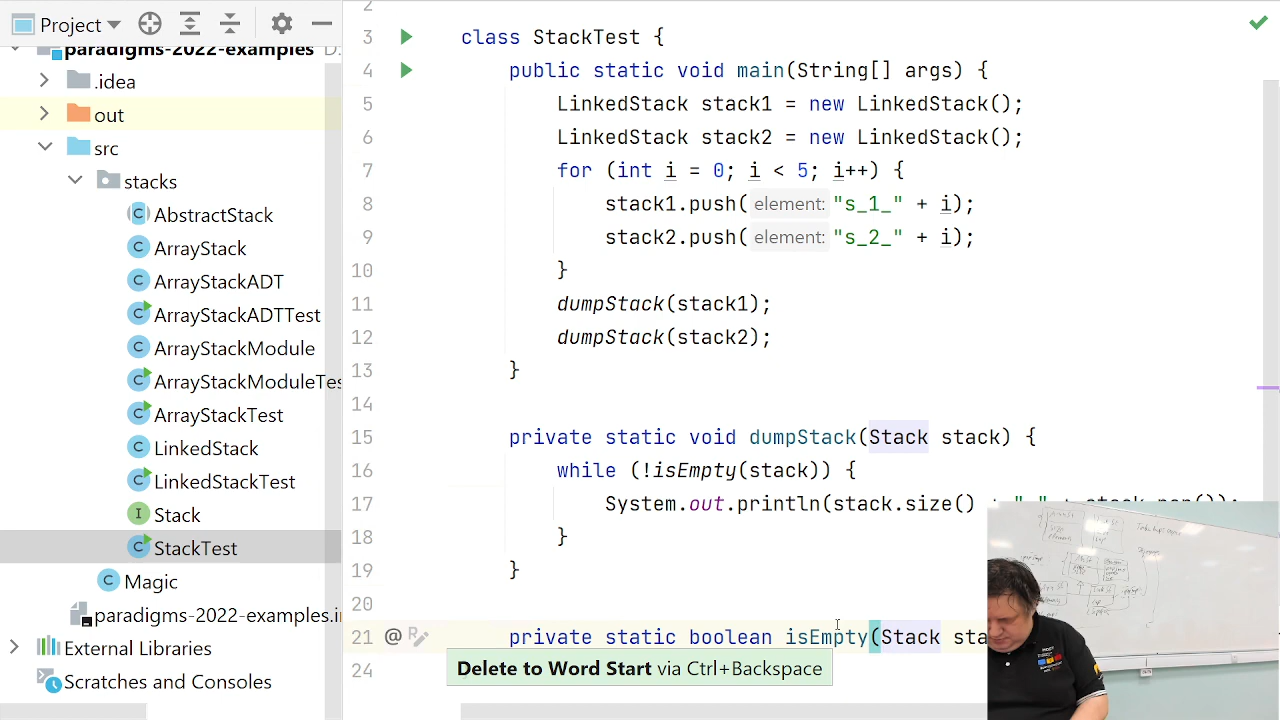 Project
paradigms-2022-examples
.idea
out
src
stacks
AbstractStack
ArrayStack
ArrayStackADT
ArrayStackADTTest
ArrayStackModule
ArrayStackModuleTes
ArrayStackTest
LinkedStack
LinkedStackTest
Stack
StackTest
Magic
paradigms-2022-examples.i
External Libraries
Scratches and Consoles
2
3 class StackTest {
4 public static void main(String[] args) {
5 LinkedStack stack1 = new LinkedStack();
6 LinkedStack stack2 = new LinkedStack();
7 for (int i = 0; i < 5; i++) {
8 stack1.push( element: "s_1_" + i);
9 stack2.push( element: "s_2_" + i);
10 }
11 dumpStack(stack1);
12 dumpStack(stack2);
13 }
14
15 private static void dumpStack(Stack stack) {
16 while (!isEmpty(stack)) {
17 System.out.println(stack.size()
18 }
19 }
20
21 @ private static boolean isEmpty(Stack sta
24
Delete to Word Start via Ctrl+Backspace